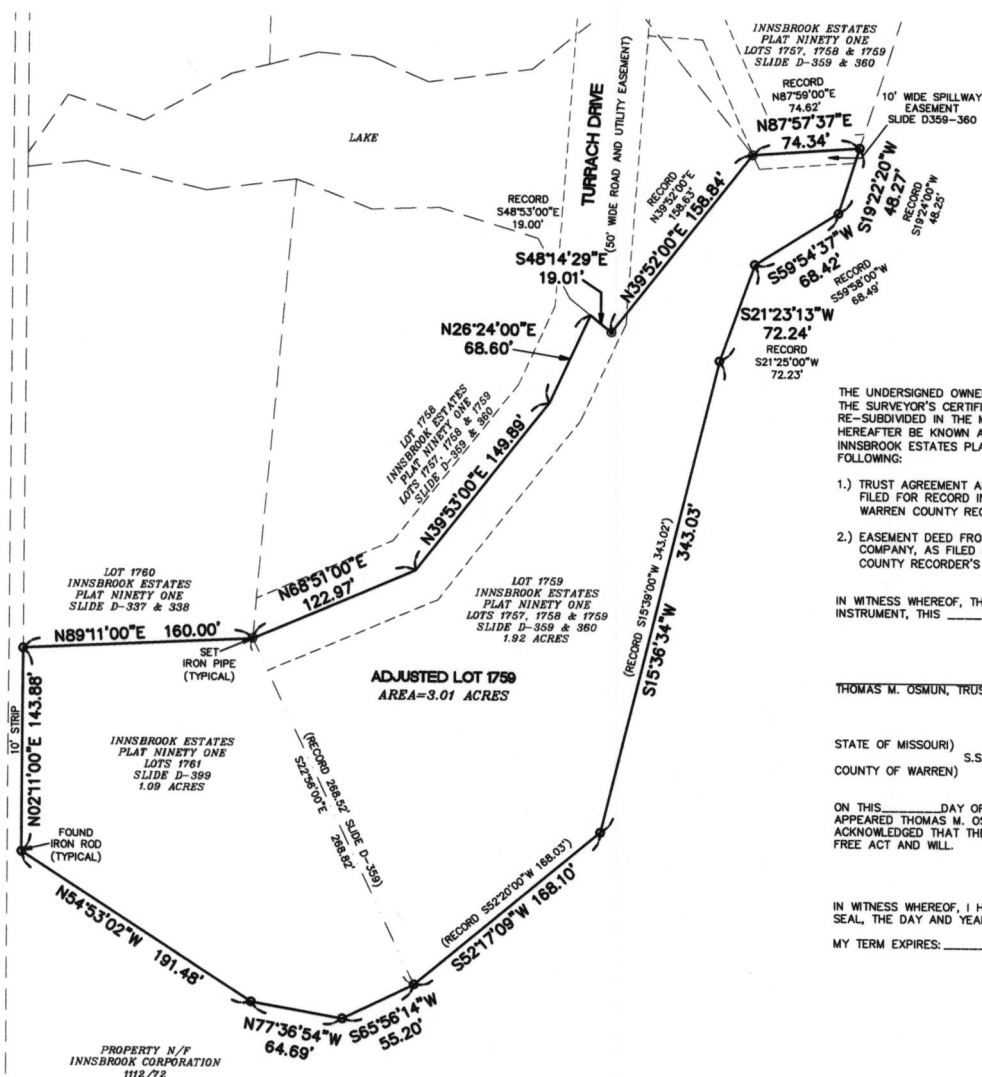 INNSBROOK ESTATES
PLAT NINETY ONE
LOTS 1757, 1758 & 1759
SLIDE D-359 & 360
RECORD
N87°59'00"E
74.62'
N87°57'37"E
74.34'
10' WIDE SPILLWAY
EASEMENT
SLIDE D359-360
LAKE
TURRACH DRIVE
(50' WIDE ROAD AND UTILITY EASEMENT)
RECORD
S48°53'00"E
19.00'
S48°14'29"E
19.01'
RECORD
N39°52'00"E
158.63'
N39°52'00"E 158.84'
S19°22'20"W
48.27'
RECORD
S19°24'00"W
48.25'
S59°54'37"W
68.42'
RECORD
S59°58'00"W
68.49'
S21°23'13"W
72.24'
RECORD
S21°25'00"W
72.23'
N26°24'00"E
68.60'
LOT 1758
INNSBROOK ESTATES
PLAT NINETY ONE
LOTS 1757, 1758 & 1759
SLIDE D-359 & 360
N39°53'00"E 149.89'
THE UNDERSIGNED OWNE
THE SURVEYOR'S CERTIFI
RE-SUBDIVIDED IN THE M
HEREAFTER BE KNOWN A
INNSBROOK ESTATES PLA
FOLLOWING:
1.) TRUST AGREEMENT A
FILED FOR RECORD IN
WARREN COUNTY REC
2.) EASEMENT DEED FRO
COMPANY, AS FILED
COUNTY RECORDER'S
IN WITNESS WHEREOF, TH
INSTRUMENT, THIS
THOMAS M. OSMUN, TRUS
STATE OF MISSOURI)
S.S
COUNTY OF WARREN)
ON THIS DAY OF
APPEARED THOMAS M. OS
ACKNOWLEDGED THAT THE
FREE ACT AND WILL.
IN WITNESS WHEREOF, I H
SEAL, THE DAY AND YEA
MY TERM EXPIRES:
LOT 1760
INNSBROOK ESTATES
PLAT NINETY ONE
SLIDE D-337 & 338
N68°51'00"E
122.97'
LOT 1759
INNSBROOK ESTATES
PLAT NINETY ONE
LOTS 1757, 1758 & 1759
SLIDE D-359 & 360
1.92 ACRES
(RECORD S15°39'00"W 343.02')
S15°36'34"W 343.03'
N89°11'00"E 160.00'
SET
IRON PIPE
(TYPICAL)
ADJUSTED LOT 1759
AREA=3.01 ACRES
10' STRIP
N02°11'00"E 143.88'
INNSBROOK ESTATES
PLAT NINETY ONE
LOTS 1761
SLIDE D-399
1.09 ACRES
(RECORD 268.52' SLIDE D-359)
S22°56'00"E 268.82'
FOUND
IRON ROD
(TYPICAL)
(RECORD S52°20'00"W 168.03')
S52°17'09"W 168.10'
N54°53'02"W
191.48'
N77°36'54"W
64.69'
S65°56'14"W
55.20'
PROPERTY N/F
INNSBROOK CORPORATION
1112/72